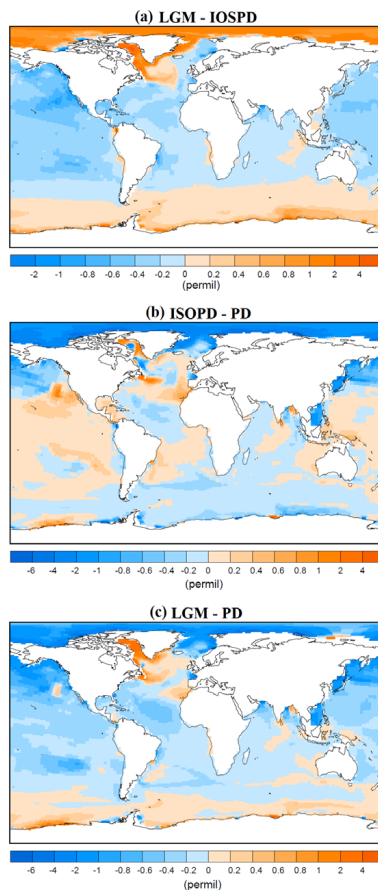 (a) LGM - IOSPD
-2 -1 -0.8 -0.6 -0.4 -0.2 0 0.2 0.4 0.6 0.8 1 2 4
(permil)
(b) ISOPD - PD
-6 -4 -2 -1 -0.8 -0.6 -0.4 -0.2 0 0.2 0.4 0.6 0.8 1 2 4
(permil)
(c) LGM - PD
-6 -4 -2 -1 -0.8 -0.6 -0.4 -0.2 0 0.2 0.4 0.6 0.8 1 2 4
(permil)